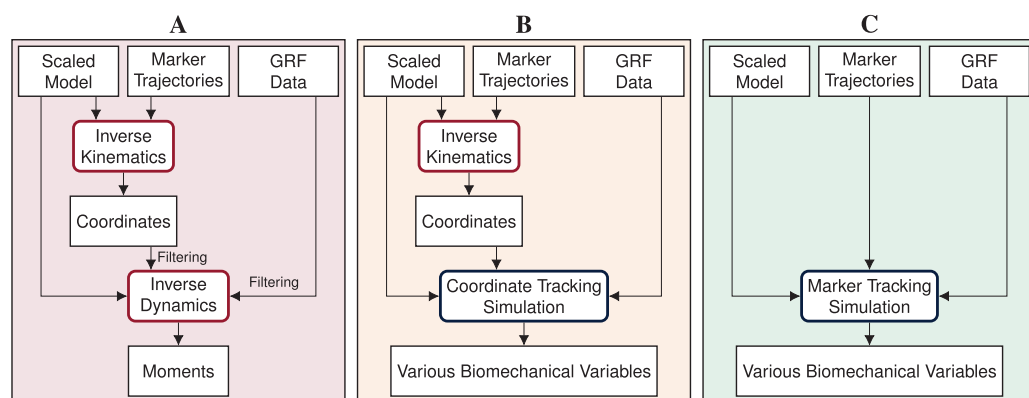 A
Scaled
Model
Marker
Trajectories
GRF
Data
Inverse
Kinematics
Coordinates
Filtering
Filtering
Inverse
Dynamics
Moments
B
Scaled
Model
Marker
Trajectories
GRF
Data
Inverse
Kinematics
Coordinates
Coordinate Tracking
Simulation
Various Biomechanical Variables
C
Scaled
Model
Marker
Trajectories
GRF
Data
Marker Tracking
Simulation
Various Biomechanical Variables